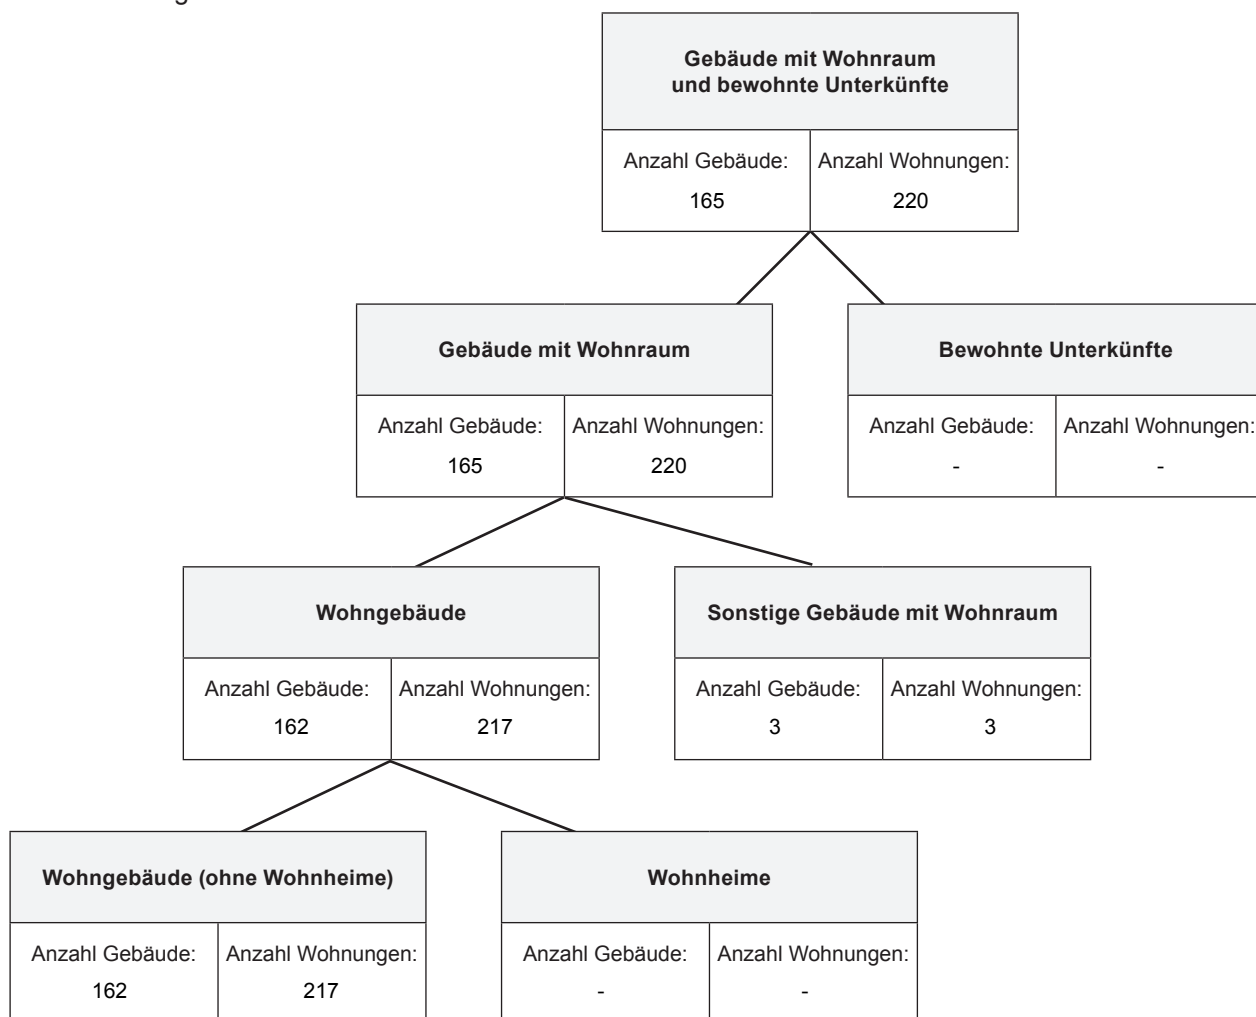 Gebäude mit Wohnraum
und bewohnte Unterkünfte
Anzahl Gebäude: Anzahl Wohnungen:
165 220
Gebäude mit Wohnraum
Anzahl Gebäude: Anzahl Wohnungen:
165 220
Bewohnte Unterkünfte
Anzahl Gebäude: Anzahl Wohnungen:
- -
Wohngebäude
Anzahl Gebäude: Anzahl Wohnungen:
162 217
Sonstige Gebäude mit Wohnraum
Anzahl Gebäude: Anzahl Wohnungen:
3 3
Wohngebäude (ohne Wohnheime)
Anzahl Gebäude: Anzahl Wohnungen:
162 217
Wohnheime
Anzahl Gebäude: Anzahl Wohnungen:
- -